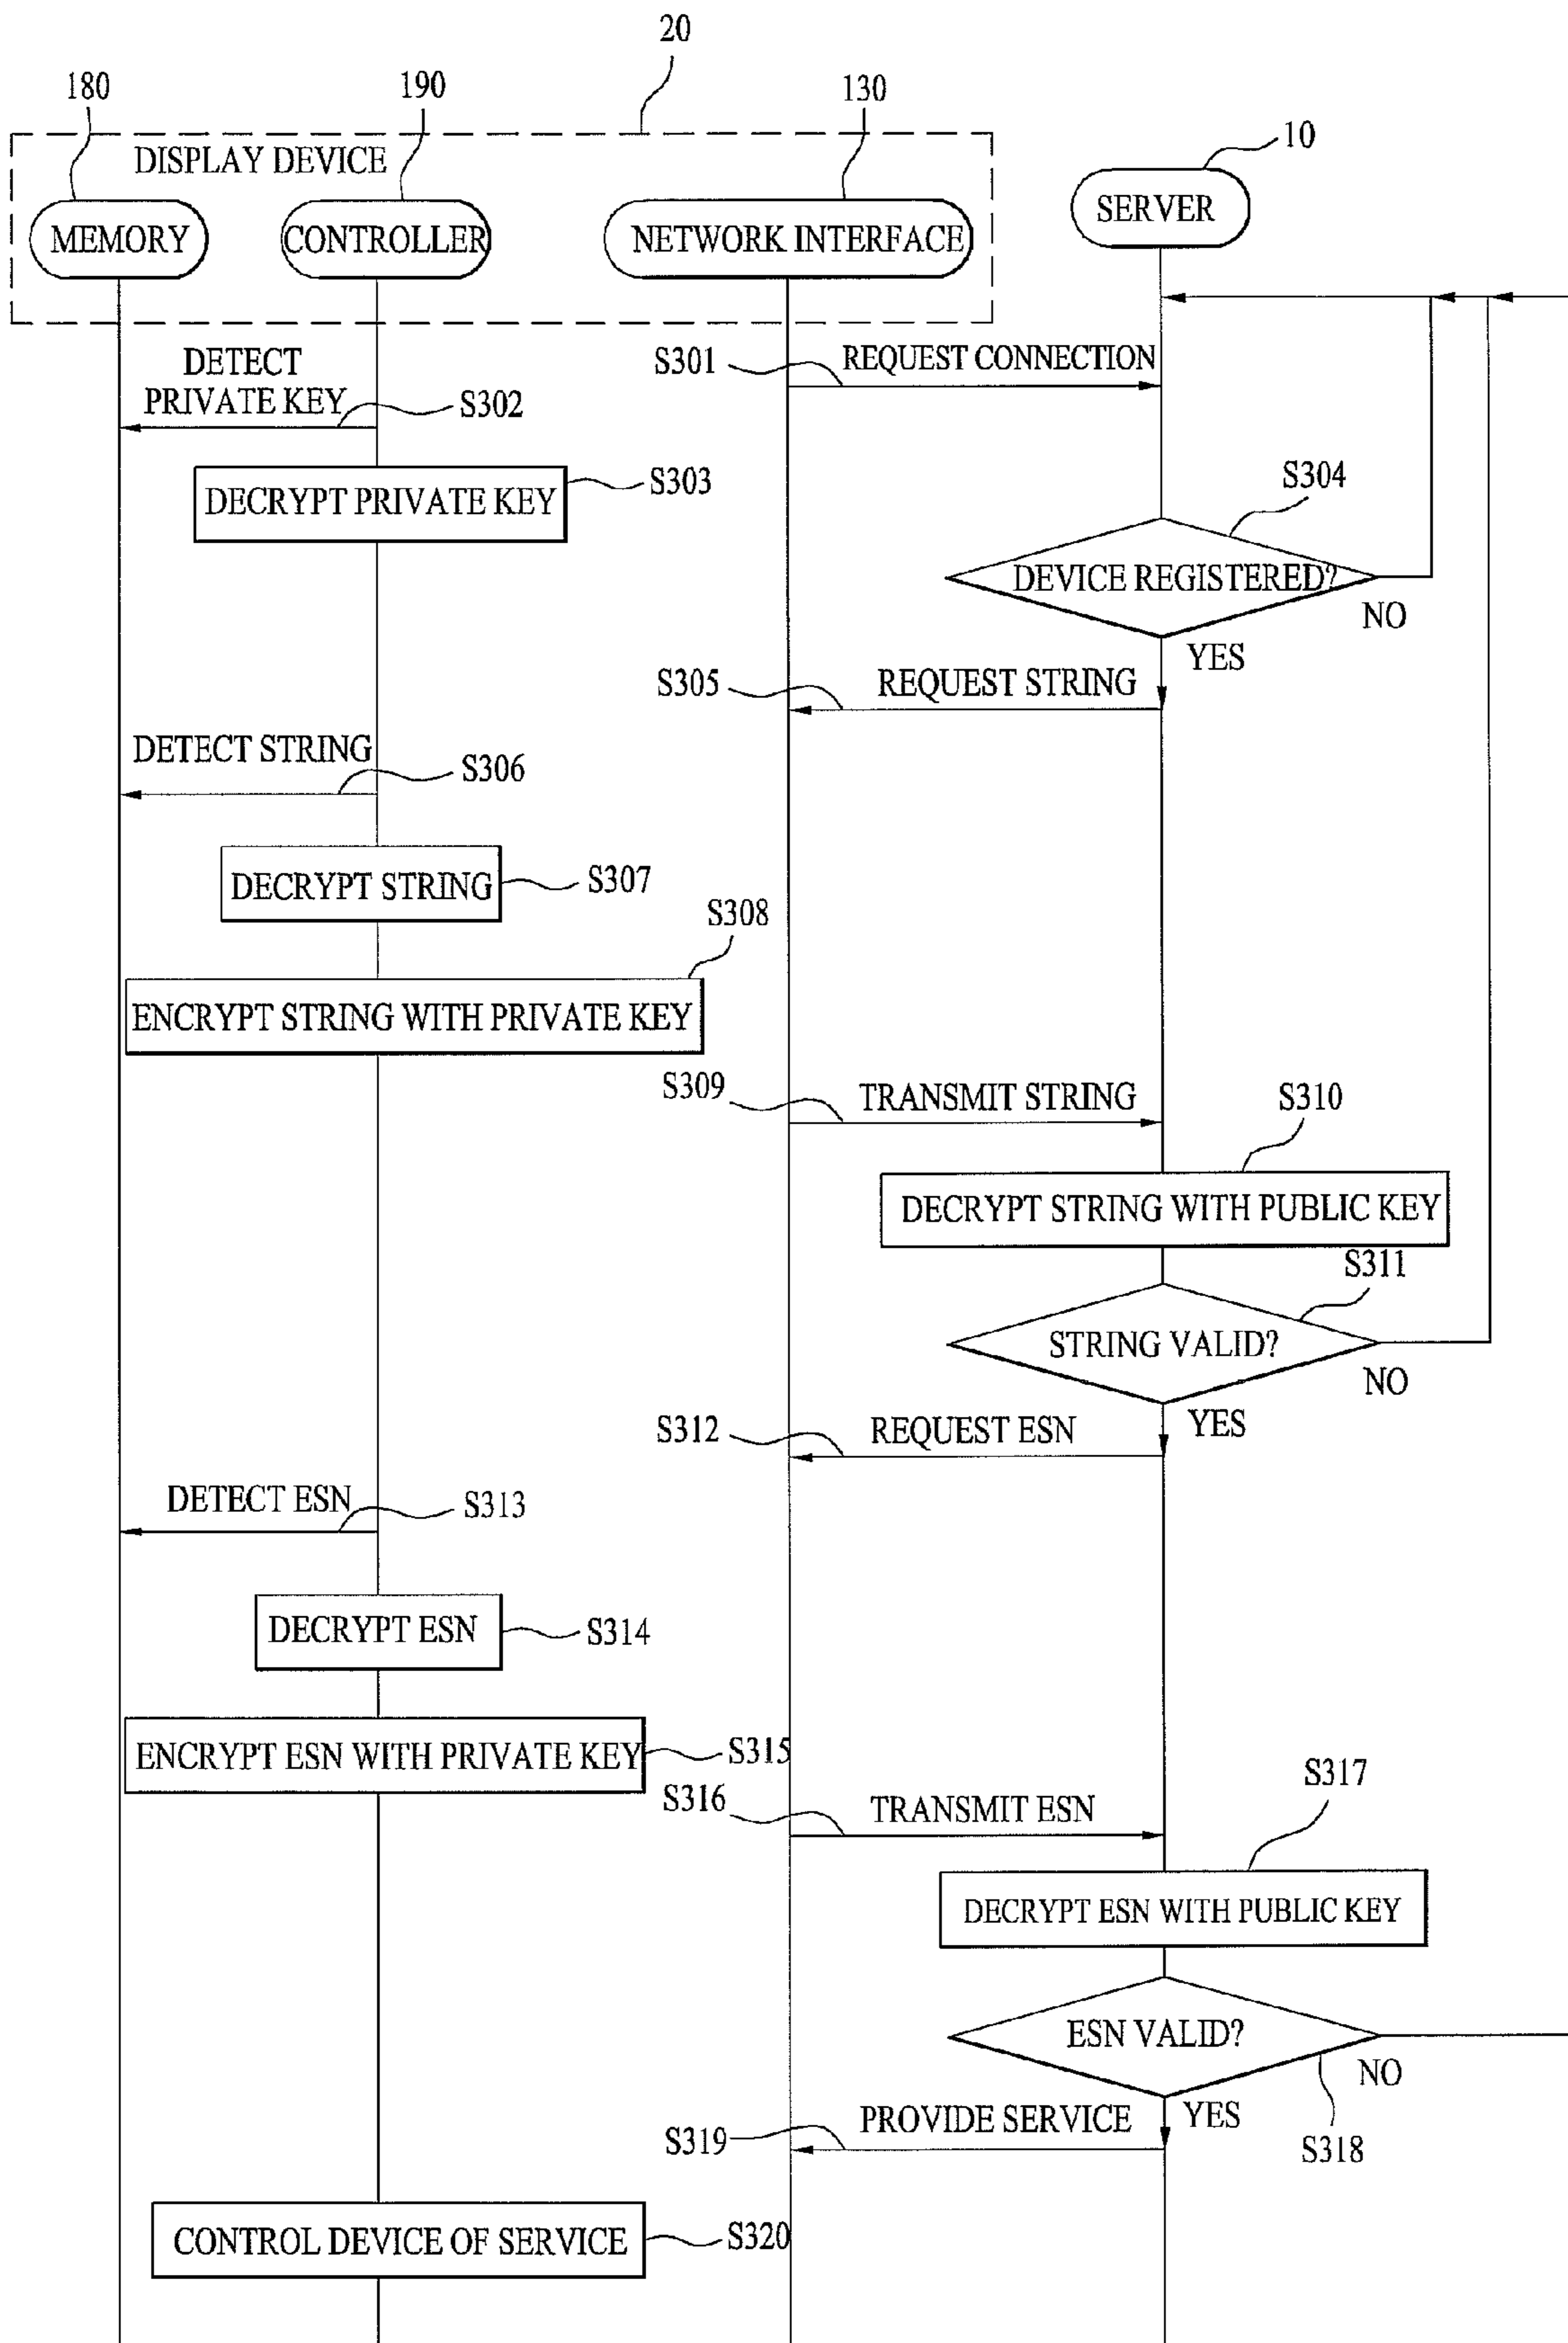 20
180
190
130
10
DISPLAY DEVICE
MEMORY
CONTROLLER
NETWORK INTERFACE
SERVER
DETECT
PRIVATE KEY
S302
S301
REQUEST CONNECTION
DECRYPT PRIVATE KEY
S303
S304
DEVICE REGISTERED?
NO
YES
S305
REQUEST STRING
DETECT STRING
S306
DECRYPT STRING
S307
S308
ENCRYPT STRING WITH PRIVATE KEY
S309
TRANSMIT STRING
S310
DECRYPT STRING WITH PUBLIC KEY
S311
STRING VALID?
NO
YES
S312
REQUEST ESN
DETECT ESN
S313
DECRYPT ESN
S314
ENCRYPT ESN WITH PRIVATE KEY
S315
S316
TRANSMIT ESN
S317
DECRYPT ESN WITH PUBLIC KEY
ESN VALID?
NO
YES
S318
S319
PROVIDE SERVICE
CONTROL DEVICE OF SERVICE
S320